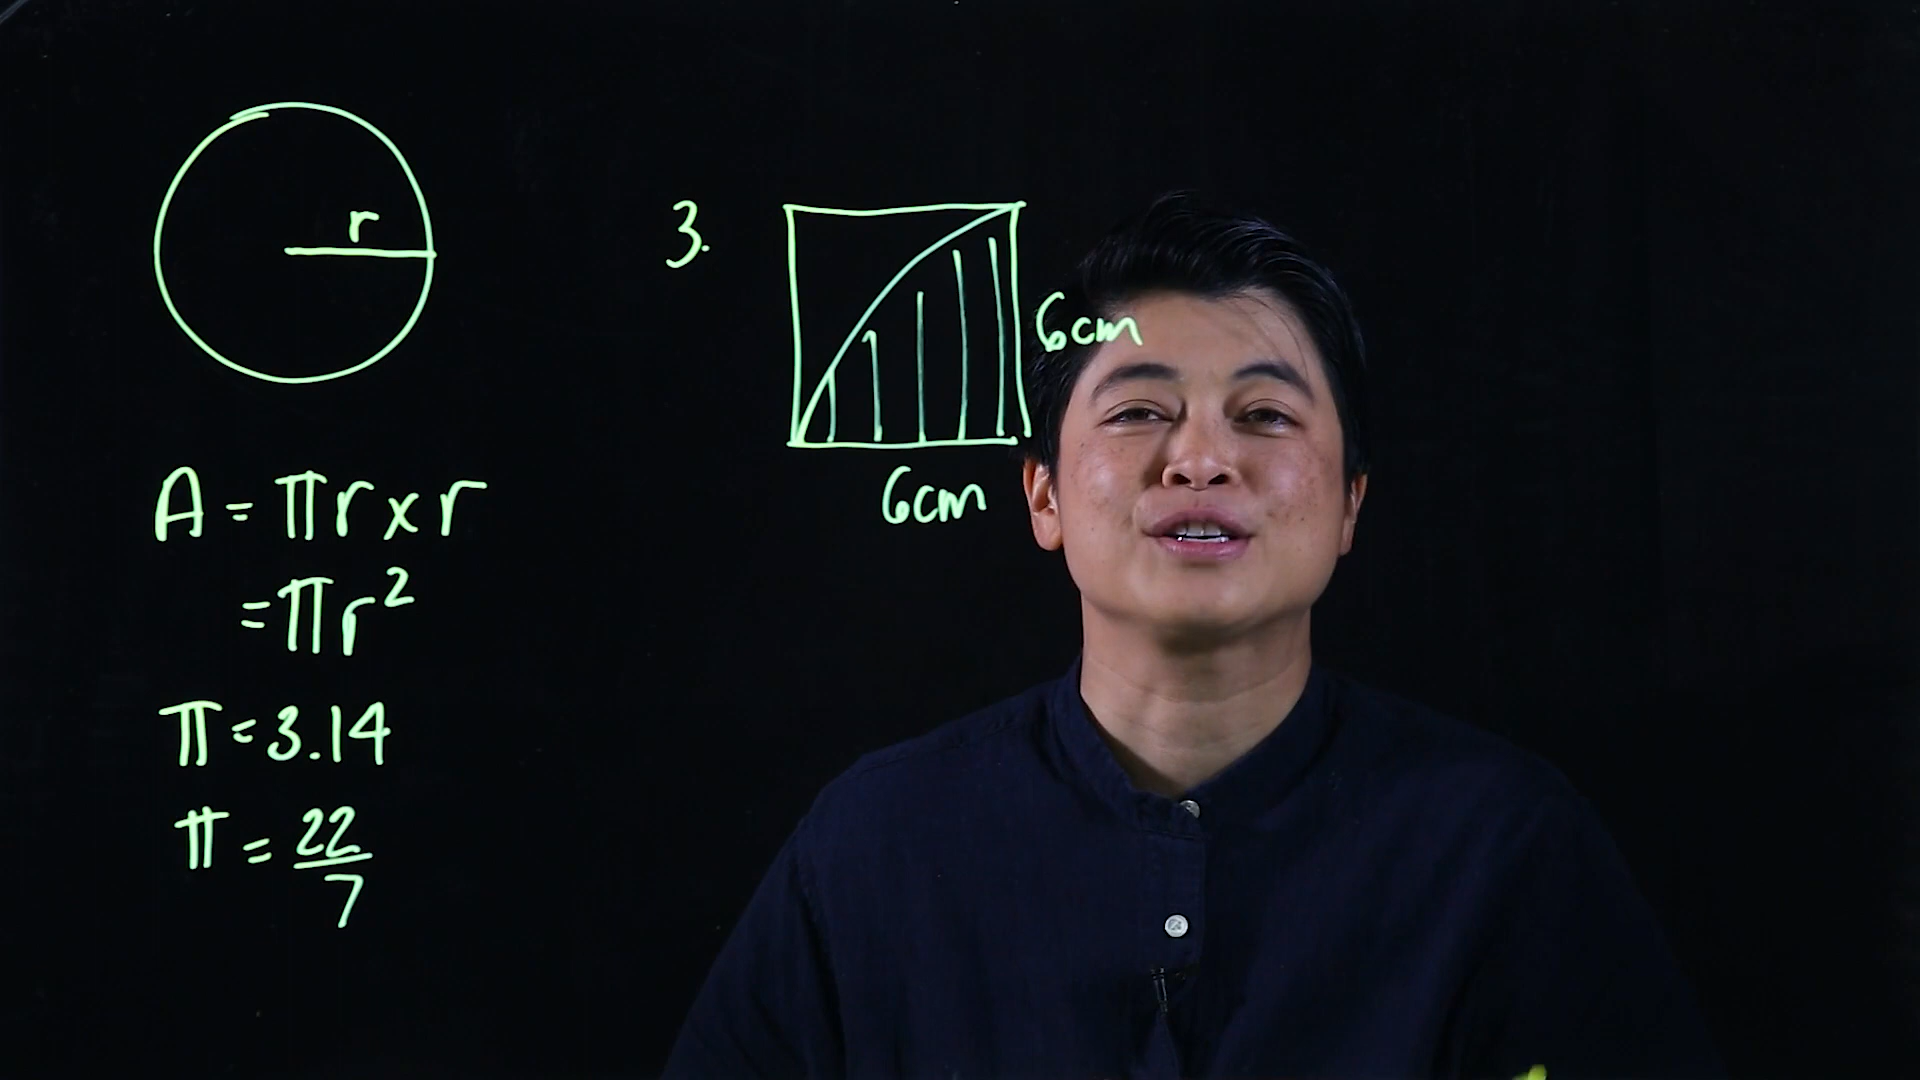 r
A = πr x r
= πr²
π = 3.14
π = 22/7
3.
6cm
6cm